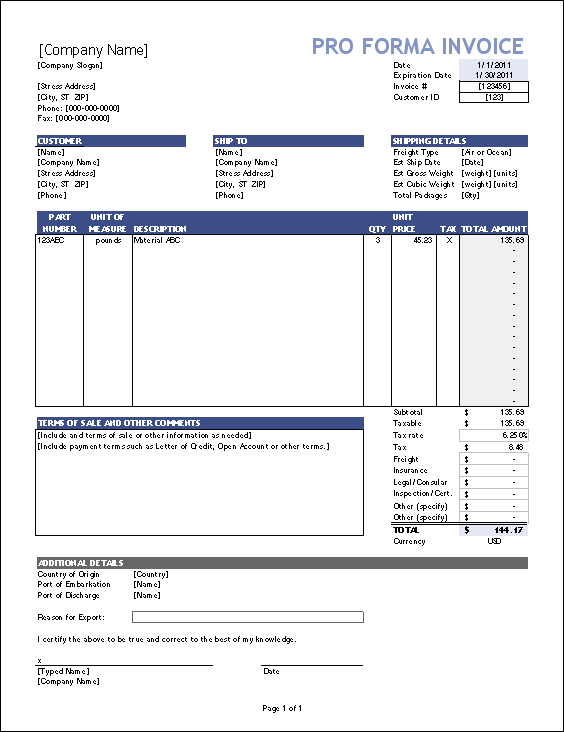 [Company Name]
PRO FORMA INVOICE
[Company Slogan]
Date 1/1/2011
Expiration Date 1/30/2011
[Stress Address]
Invoice # [123456]
[City, ST ZIP]
Customer ID [123]
Phone: [000-000-0000]
Fax: [000-000-0000]
CUSTOMER
[Name]
[Company Name]
[Stress Address]
[City, ST ZIP]
[Phone]
SHIP TO
[Name]
[Company Name]
[Stress Address]
[City, ST ZIP]
[Phone]
SHIPPING DETAILS
Freight Type [Air or Ocean]
Est Ship Date [Date]
Est Gross Weight [weight] [units]
Est Cubic Weight [weight] [units]
Total Packages [Qty]
PART UNIT OF UNIT
NUMBER MEASURE DESCRIPTION QTY PRICE TAX TOTAL AMOUNT
123ABC pounds Material ABC 3 45.23 X 135.69
-
-
-
-
-
-
-
-
-
-
-
-
-
-
Subtotal $ 135.69
Taxable $ 135.69
Tax rate 6.250%
Tax $ 8.48
Freight $ -
Insurance $ -
Legal/Consular $ -
Inspection/Cert. $ -
Other (specify) $ -
Other (specify) $ -
TOTAL $ 144.17
Currency USD
TERMS OF SALE AND OTHER COMMENTS
[Include and terms of sale or other information as needed]
[Include payment terms such as Letter of Credit, Open Account or other terms.]
ADDITIONAL DETAILS
Country of Origin [Country]
Port of Embarkation [Name]
Port of Discharge [Name]
Reason for Export:
I certify the above to be true and correct to the best of my knowledge.
x
[Typed Name] Date
[Company Name]
Page 1 of 1